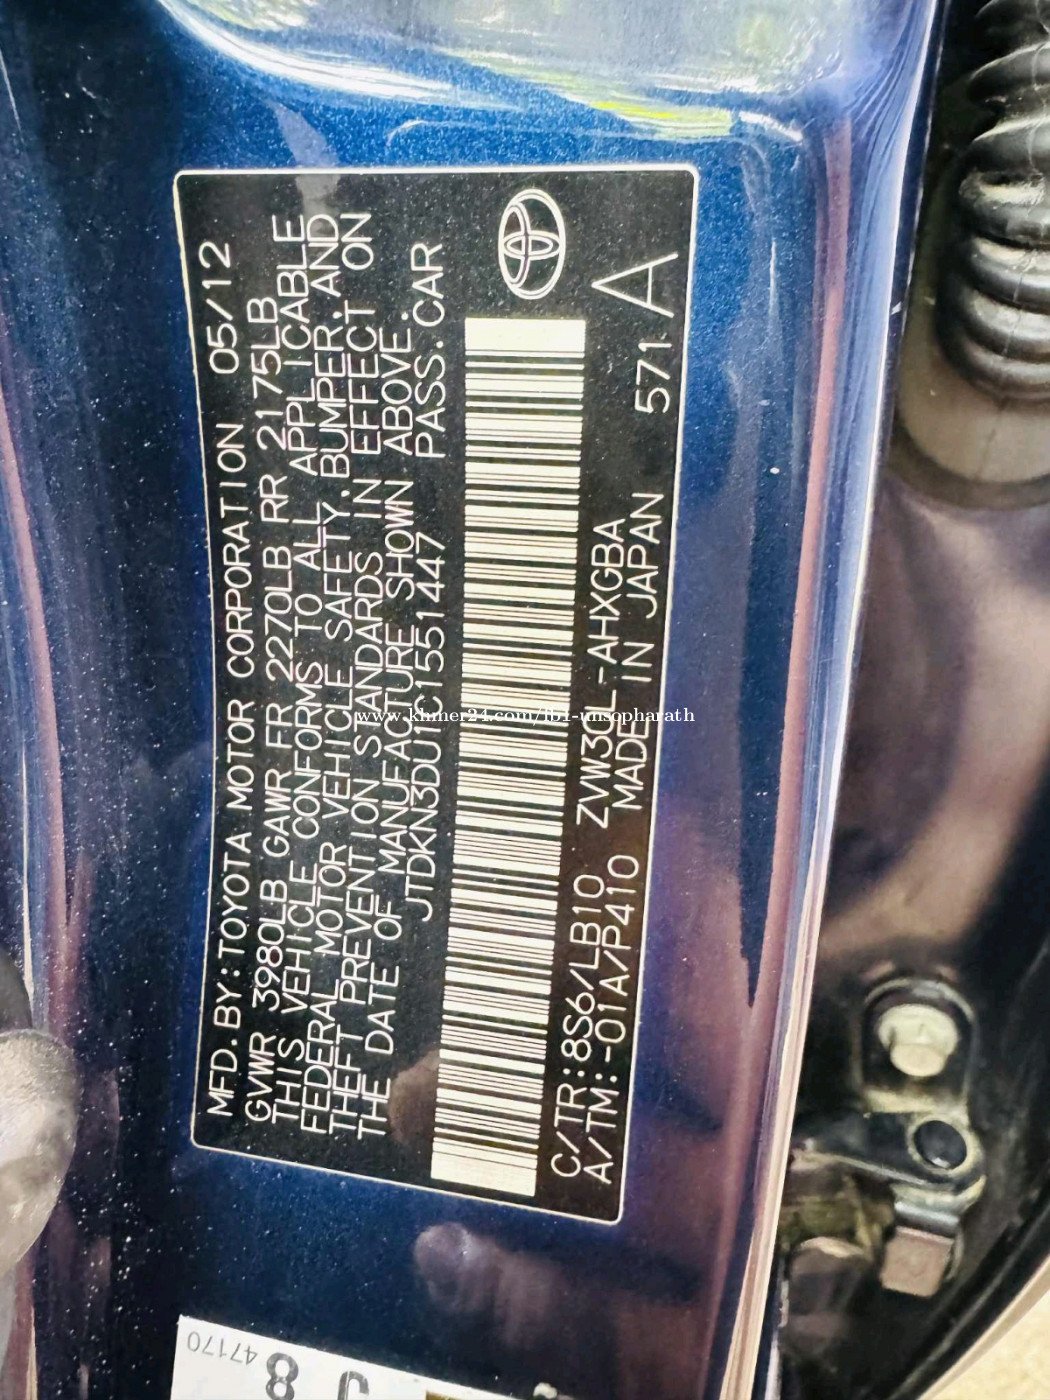 MFD.BY:TOYOTA MOTOR CORPORATION 05/12
GVWR 3980LB GAWR FR 2270LB RR 2175LB
THIS VEHICLE CONFORMS TO ALL APPLICABLE
FEDERAL MOTOR VEHICLE SAFETY,BUMPER,AND
THEFT PREVENTION STANDARDS IN EFFECT ON
THE DATE OF MANUFACTURE SHOWN ABOVE.
JTDKN3DU1C1551447 PASS.CAR
C/TR:8S6/LB10 ZVW30L-AHXGBA
A/TM:-01A/P410 MADE IN JAPAN 571 A
www.khmer24.com/lb1-unsopharath
47170
8